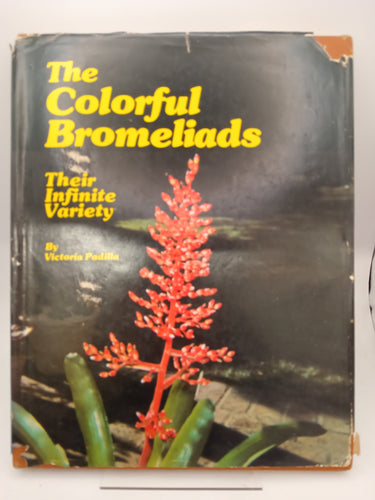 The
Colorful
Bromeliads
Their
Infinite
Variety
By
Victoria Padilla